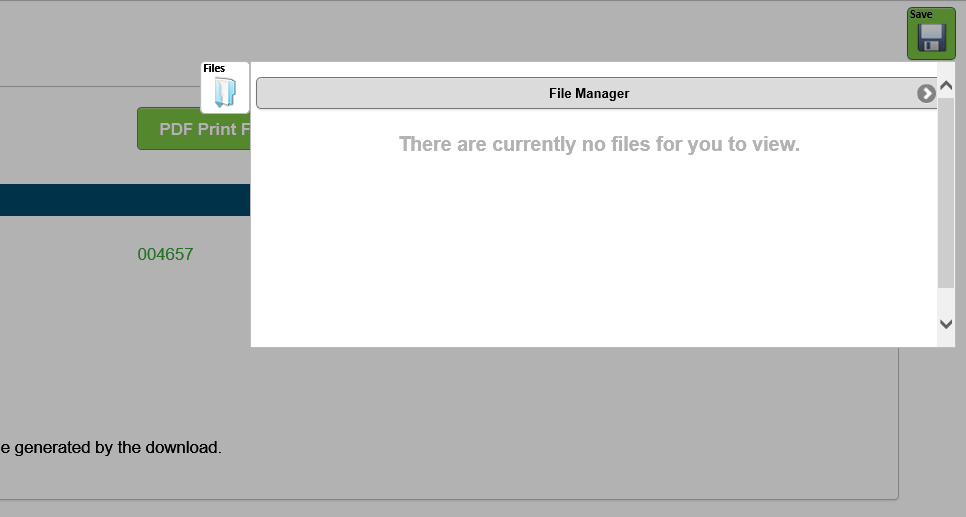 Save
Files
File Manager
PDF Print F
There are currently no files for you to view.
004657
e generated by the download.